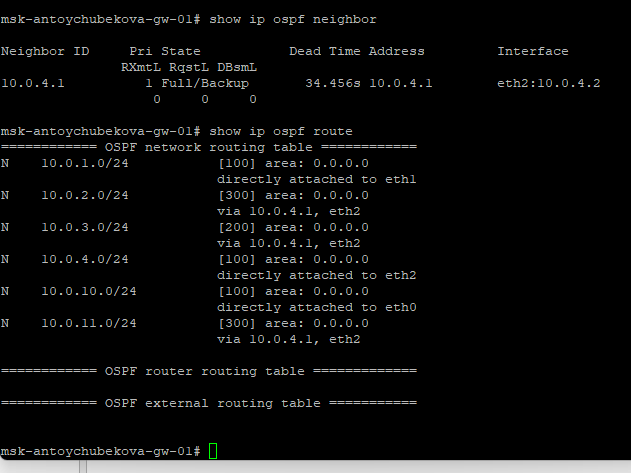 msk-antoychubekova-gw-01# show ip ospf neighbor
Neighbor ID     Pri State           Dead Time Address         Interface
RXmtL RqstL DBsmL
10.0.4.1          1 Full/Backup       34.456s 10.0.4.1        eth2:10.0.4.2
0     0     0
msk-antoychubekova-gw-01# show ip ospf route
============ OSPF network routing table ============
N    10.0.1.0/24           [100] area: 0.0.0.0
directly attached to eth1
N    10.0.2.0/24           [300] area: 0.0.0.0
via 10.0.4.1, eth2
N    10.0.3.0/24           [200] area: 0.0.0.0
via 10.0.4.1, eth2
N    10.0.4.0/24           [100] area: 0.0.0.0
directly attached to eth2
N    10.0.10.0/24          [100] area: 0.0.0.0
directly attached to eth0
N    10.0.11.0/24          [300] area: 0.0.0.0
via 10.0.4.1, eth2
============ OSPF router routing table =============
============ OSPF external routing table ===========
msk-antoychubekova-gw-01#